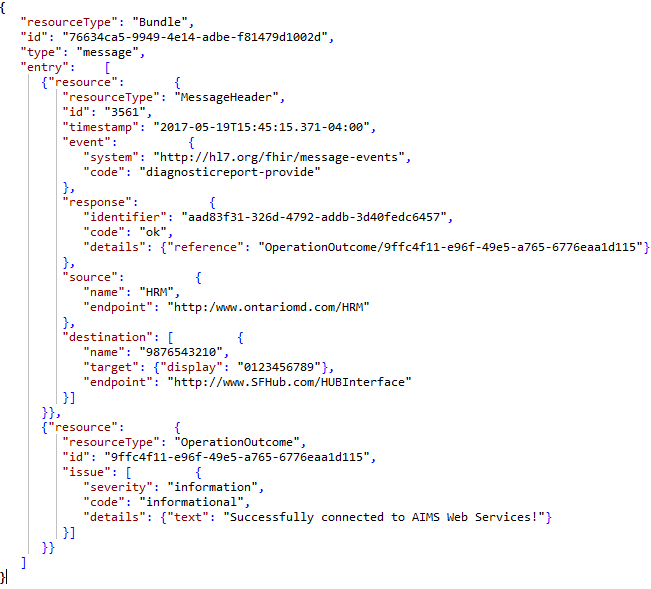 {
"resourceType": "Bundle",
"id": "76634ca5-9949-4e14-adbe-f81479d1002d",
"type": "message",
"entry": [
{"resource": {
"resourceType": "MessageHeader",
"id": "3561",
"timestamp": "2017-05-19T15:45:15.371-04:00",
"event": {
"system": "http://hl7.org/fhir/message-events",
"code": "diagnosticreport-provide"
},
"response": {
"identifier": "aad83f31-326d-4792-addb-3d40fedc6457",
"code": "ok",
"details": {"reference": "OperationOutcome/9ffc4f11-e96f-49e5-a765-6776eaa1d115"}
},
"source": {
"name": "HRM",
"endpoint": "http:/www.ontariomd.com/HRM"
},
"destination": [ {
"name": "9876543210",
"target": {"display": "0123456789"},
"endpoint": "http://www.SFHub.com/HUBInterface"
}]
}},
{"resource": {
"resourceType": "OperationOutcome",
"id": "9ffc4f11-e96f-49e5-a765-6776eaa1d115",
"issue": [ {
"severity": "information",
"code": "informational",
"details": {"text": "Successfully connected to AIMS Web Services!"}
}]
}}
]
}